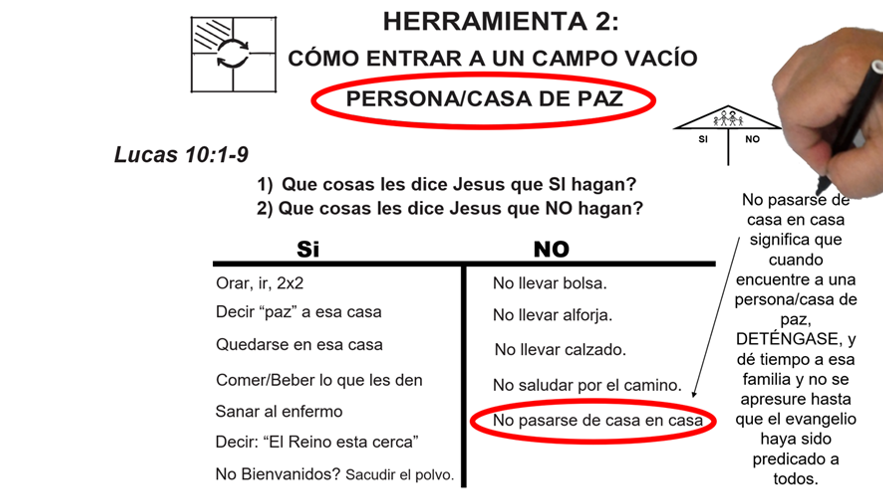 HERRAMIENTA 2:
CÓMO ENTRAR A UN CAMPO VACÍO
PERSONA/CASA DE PAZ
SI NO
Lucas 10:1-9
1) Que cosas les dice Jesus que SI hagan?
2) Que cosas les dice Jesus que NO hagan?
Si
Orar, ir, 2x2
Decir “paz” a esa casa
Quedarse en esa casa
Comer/Beber lo que les den
Sanar al enfermo
Decir: “El Reino esta cerca”
No Bienvanidos? Sacudir el polvo.
NO
No llevar bolsa.
No llevar alforja.
No llevar calzado.
No saludar por el camino.
No pasarse de casa en casa
No pasarse de
casa en casa
significa que
cuando
encuentre a una
persona/casa de
paz,
DETÉNGASE, y
dé tiempo a esa
familia y no se
apresure hasta
que el evangelio
haya sido
predicado a
todos.